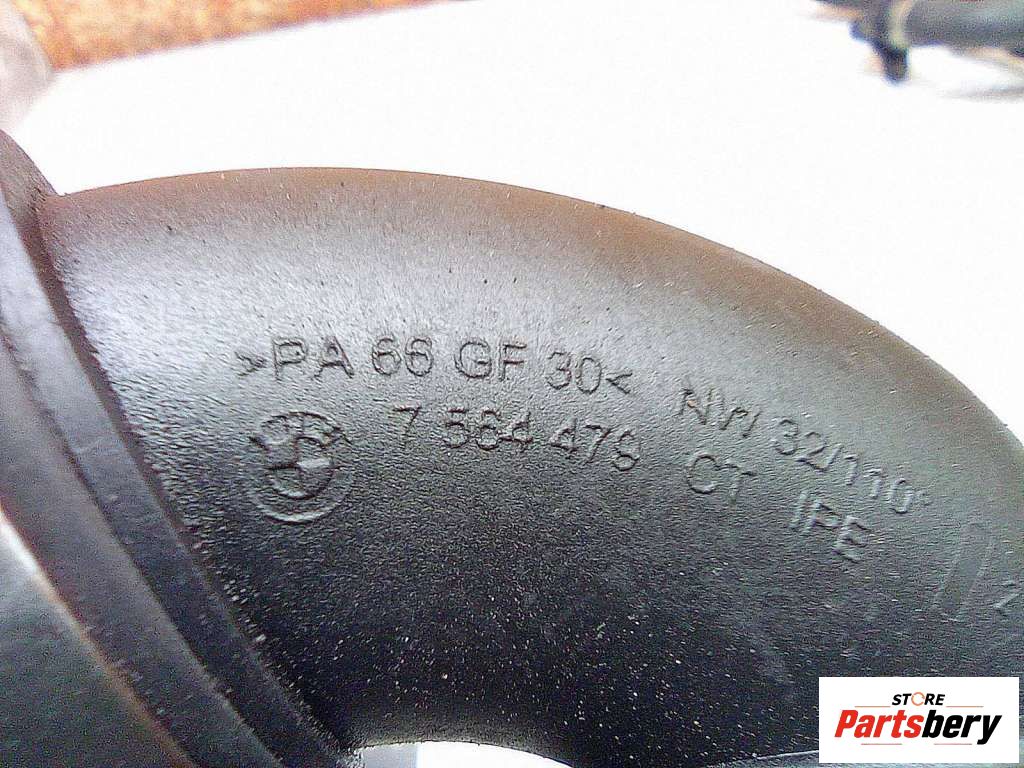 >PA 66 GF 30< NW 32/110°
7 564 479 CT IPE
STORE
Partsbery